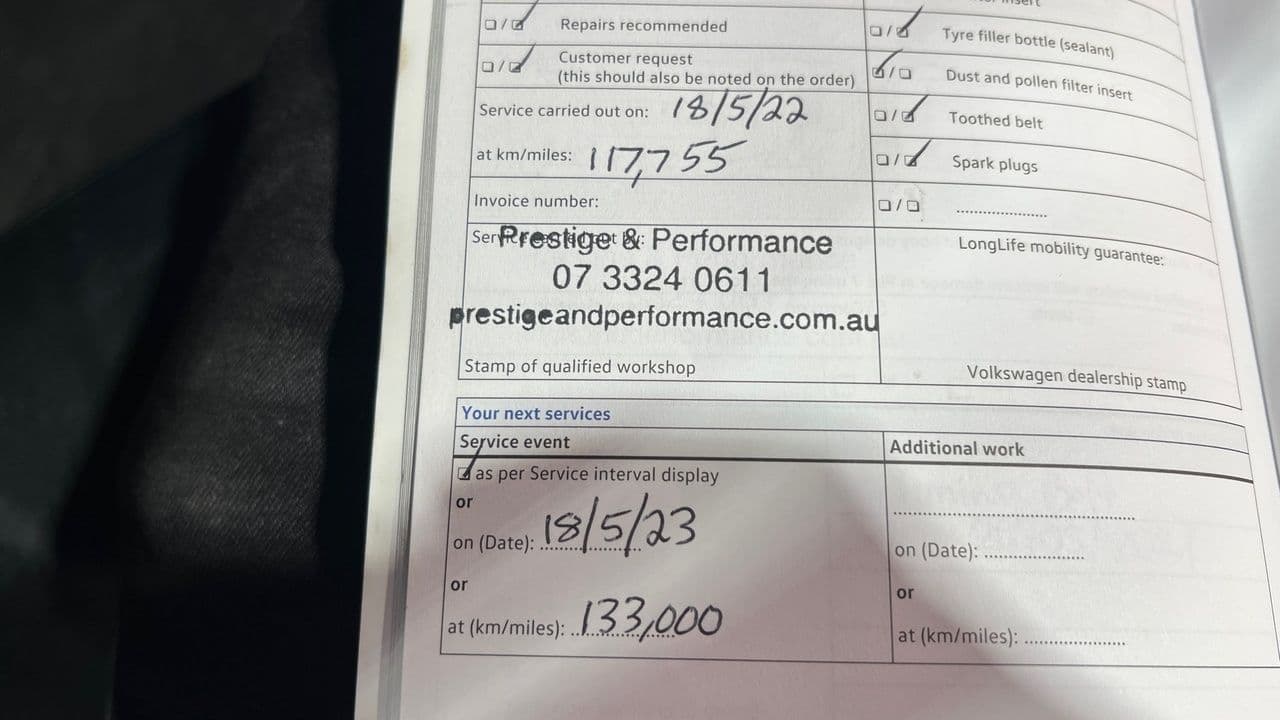 ☐/☑ Repairs recommended
☐/☑ Customer request
(this should also be noted on the order)
Service carried out on: 18/5/22
at km/miles: 117,755
Invoice number:
Prestige & Performance
07 3324 0611
prestigeandperformance.com.au
Stamp of qualified workshop
☐/☑ Tyre filler bottle (sealant)
☑/☐ Dust and pollen filter insert
☐/☑ Toothed belt
☐/☑ Spark plugs
☐/☐ .....................
LongLife mobility guarantee:
Volkswagen dealership stamp
Your next services
Service event
☑ as per Service interval display
or
on (Date): 18/5/23
or
at (km/miles): 133,000
Additional work
on (Date): .....................
or
at (km/miles): .....................